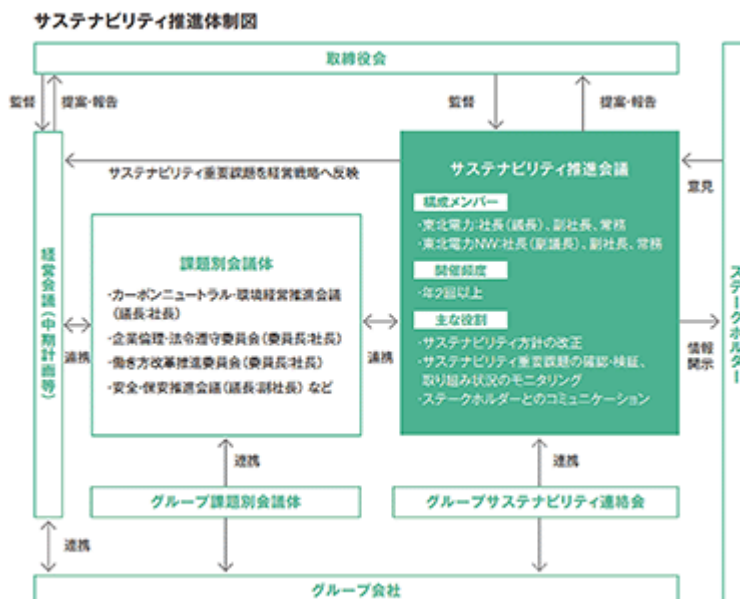 サステナビリティ推進体制図
取締役会
監督
提案・報告
監督
提案・報告
サステナビリティ重要課題を経営戦略へ反映
サステナビリティ推進会議
構成メンバー
・東北電力:社長(議長)、副社長、常務
・東北電力NW:社長(副議長)、副社長、常務
開催頻度
・年2回以上
主な役割
・サステナビリティ方針の改正
・サステナビリティ重要課題の確認・検証、
取り組み状況のモニタリング
・ステークホルダーとのコミュニケーション
意見
情報
開示
ステークホルダー
経営会議(中期計画等)
連携
課題別会議体
・カーボンニュートラル・環境経営推進会議
(議長:社長)
・企業倫理・法令遵守委員会(委員長:社長)
・働き方改革推進委員会(委員長:社長)
・安全・保安推進会議(議長:副社長) など
連携
連携
連携
グループ課題別会議体
グループサステナビリティ連絡会
連携
グループ会社